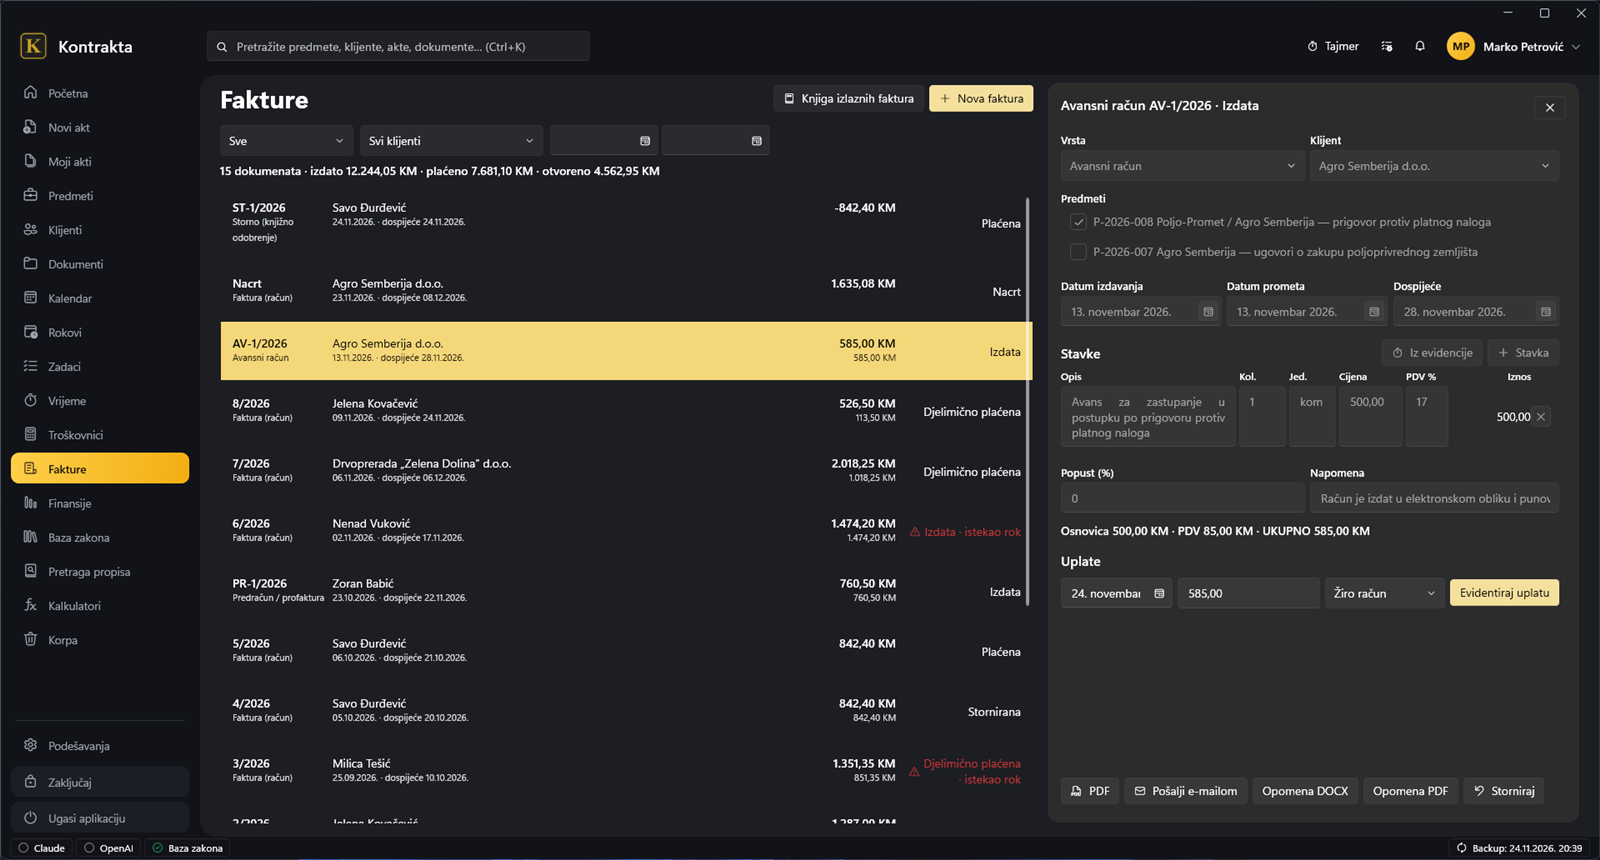 K Kontrakta
Pretražite predmete, klijente, akte, dokumente... (Ctrl+K)
Tajmer
MP Marko Petrović
Početna
Novi akt
Moji akti
Predmeti
Klijenti
Dokumenti
Kalendar
Rokovi
Zadaci
Vrijeme
Troškovnici
Fakture
Finansije
Baza zakona
Pretraga propisa
Kalkulatori
Korpa
Podešavanja
Zaključaj
Ugasi aplikaciju
Fakture
Knjiga izlaznih faktura
+ Nova faktura
Sve
Svi klijenti
15 dokumenata · izdato 12.244,05 KM · plaćeno 7.681,10 KM · otvoreno 4.562,95 KM
ST-1/2026 Savo Đurđević -842,40 KM
Storno (knjižno 24.11.2026. · dospijeće 24.11.2026. Plaćena
odobrenje)
Nacrt Agro Semberija d.o.o. 1.635,08 KM
Faktura (račun) 23.11.2026. · dospijeće 08.12.2026. Nacrt
AV-1/2026 Agro Semberija d.o.o. 585,00 KM
Avansni račun 13.11.2026. · dospijeće 28.11.2026. 585,00 KM Izdata
8/2026 Jelena Kovačević 526,50 KM
Faktura (račun) 09.11.2026. · dospijeće 24.11.2026. 113,50 KM Djelimično plaćena
7/2026 Drvoprerada „Zelena Dolina“ d.o.o. 2.018,25 KM
Faktura (račun) 06.11.2026. · dospijeće 06.12.2026. 1.018,25 KM Djelimično plaćena
6/2026 Nenad Vuković 1.474,20 KM
Faktura (račun) 02.11.2026. · dospijeće 17.11.2026. 1.474,20 KM Izdata · istekao rok
PR-1/2026 Zoran Babić 760,50 KM
Predračun / profaktura 23.10.2026. · dospijeće 22.11.2026. 760,50 KM Izdata
5/2026 Savo Đurđević 842,40 KM
Faktura (račun) 06.10.2026. · dospijeće 21.10.2026. Plaćena
4/2026 Savo Đurđević 842,40 KM
Faktura (račun) 05.10.2026. · dospijeće 20.10.2026. 842,40 KM Stornirana
3/2026 Milica Tešić 1.351,35 KM Djelimično plaćena
Faktura (račun) 25.09.2026. · dospijeće 10.10.2026. 851,35 KM · istekao rok
2/2026 Jelena Kovačević 1.287,00 KM
Avansni račun AV-1/2026 · Izdata
Vrsta Klijent
Avansni račun Agro Semberija d.o.o.
Predmeti
P-2026-008 Poljo-Promet / Agro Semberija — prigovor protiv platnog naloga
P-2026-007 Agro Semberija — ugovori o zakupu poljoprivrednog zemljišta
Datum izdavanja Datum prometa Dospijeće
13. novembar 2026. 13. novembar 2026. 28. novembar 2026.
Stavke Iz evidencije + Stavka
Opis Kol. Jed. Cijena PDV % Iznos
Avans za zastupanje u 1 kom 500,00 17
postupku po prigovoru protiv 500,00
platnog naloga
Popust (%) Napomena
0 Račun je izdat u elektronskom obliku i punov
Osnovica 500,00 KM · PDV 85,00 KM · UKUPNO 585,00 KM
Uplate
24. novembar 585,00 Žiro račun Evidentiraj uplatu
PDF Pošalji e-mailom Opomena DOCX Opomena PDF Storniraj
Claude OpenAI Baza zakona
Backup: 24.11.2026. 20:39